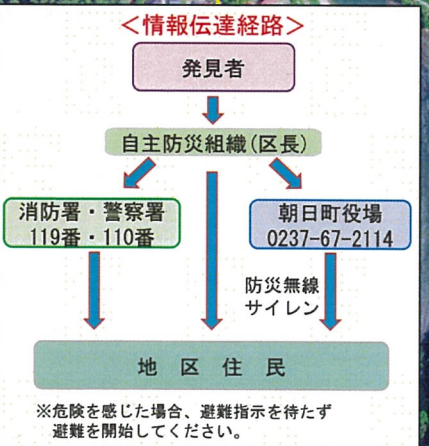 ＜情報伝達経路＞
発見者
自主防災組織(区長)
消防署・警察署
119番・110番
朝日町役場
0237-67-2114
防災無線
サイレン
地区住民
※危険を感じた場合、避難指示を待たず
避難を開始してください。